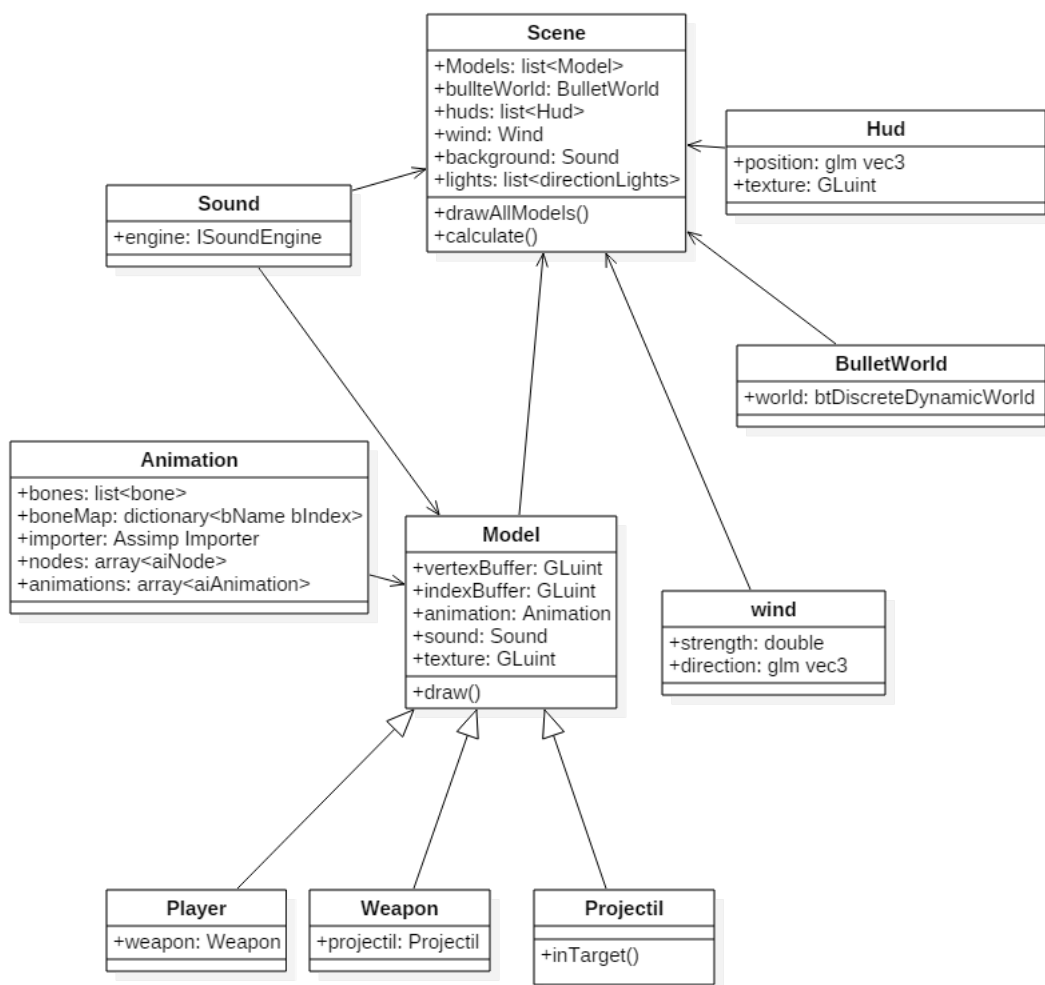 Scene
+Models: list<Model>
+bullteWorld: BulletWorld
+huds: list<Hud>
+wind: Wind
+background: Sound
+lights: list<directionLights>
+drawAllModels()
+calculate()
Hud
+position: glm vec3
+texture: GLuint
Sound
+engine: ISoundEngine
BulletWorld
+world: btDiscreteDynamicWorld
Animation
+bones: list<bone>
+boneMap: dictionary<bName bIndex>
+importer: Assimp Importer
+nodes: array<aiNode>
+animations: array<aiAnimation>
Model
+vertexBuffer: GLuint
+indexBuffer: GLuint
+animation: Animation
+sound: Sound
+texture: GLuint
+draw()
wind
+strength: double
+direction: glm vec3
Player
+weapon: Weapon
Weapon
+projectil: Projectil
Projectil
+inTarget()